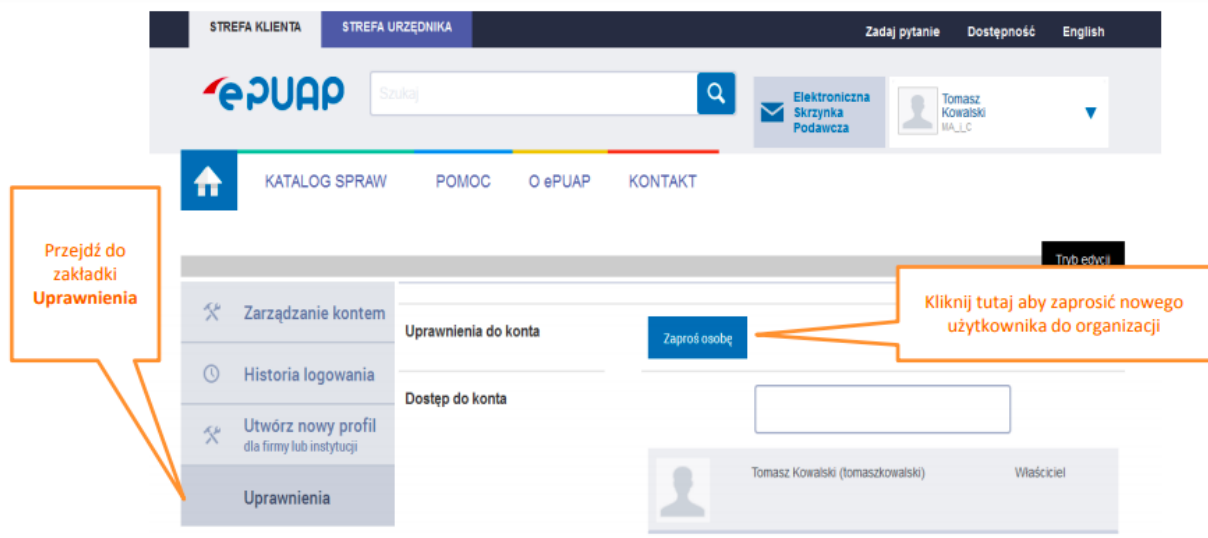 STREFA KLIENTA STREFA URZĘDNIKA Zadaj pytanie Dostępność English
ePUAP
Szukaj
Elektroniczna
Skrzynka
Podawcza
Tomasz
Kowalski
MA_I_C
KATALOG SPRAW POMOC O ePUAP KONTAKT
Przejdź do
zakładki
Uprawnienia
Tryb edycji
Zarządzanie kontem
Historia logowania
Utwórz nowy profil
dla firmy lub instytucji
Uprawnienia
Uprawnienia do konta
Zaproś osobę
Kliknij tutaj aby zaprosić nowego
użytkownika do organizacji
Dostęp do konta
Tomasz Kowalski (tomaszkowalski) Właściciel